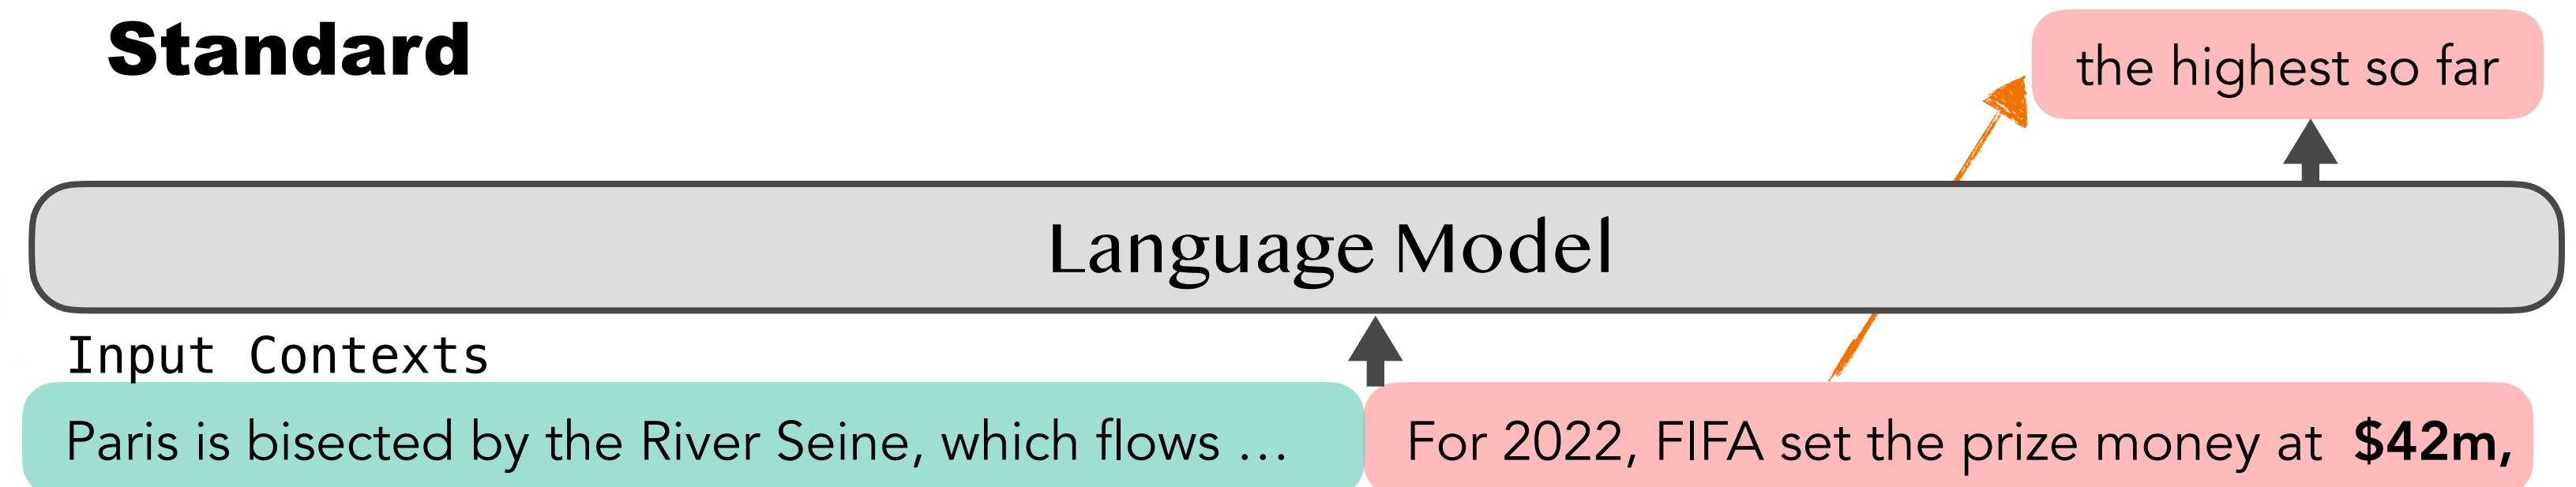 Standard
the highest so far
Language Model
Input Contexts
Paris is bisected by the River Seine, which flows ...
For 2022, FIFA set the prize money at $42m,